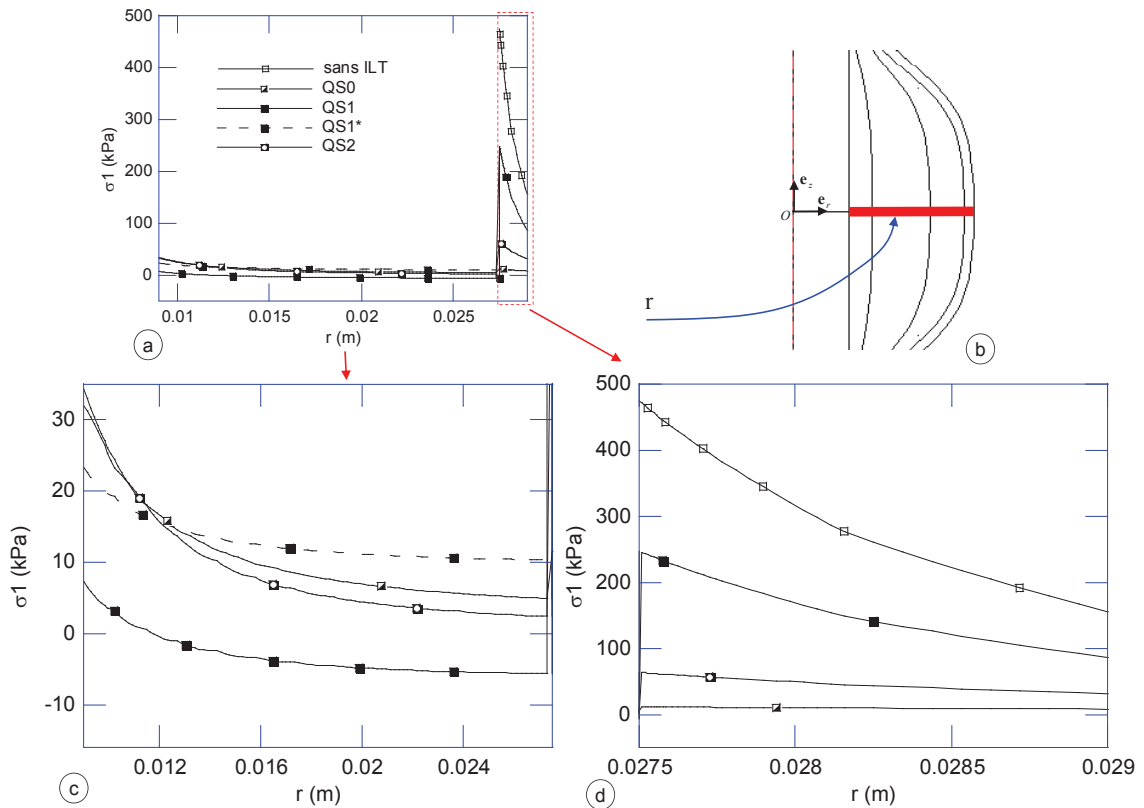 500
400
300
200
100
0
σ1 (kPa)
sans ILT
QS0
QS1
QS1*
QS2
0.01
0.015
0.02
0.025
r (m)
a
e_z
O
e_r
r
b
30
20
10
0
-10
σ1 (kPa)
0.012
0.016
0.02
0.024
r (m)
c
500
400
300
200
100
0
σ1 (kPa)
0.0275
0.028
0.0285
0.029
r (m)
d